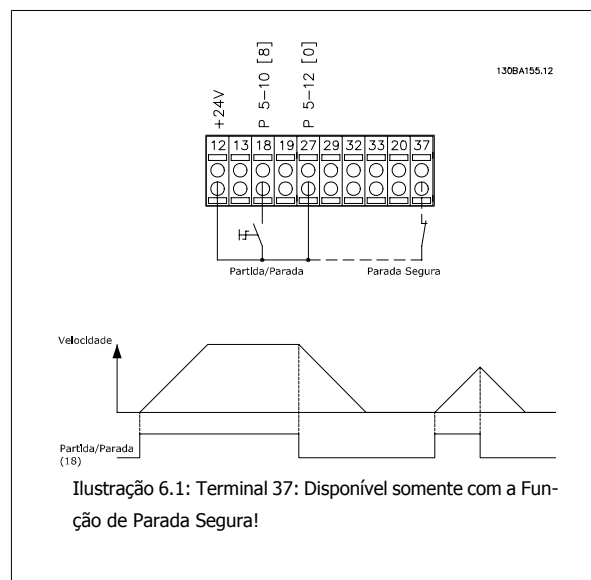 130BA155.12
+24V
P 5-10 [8]
P 5-12 [0]
12 13 18 19 27 29 32 33 20 37
Partida/Parada
Parada Segura
Velocidade
Partida/Parada
(18)
Ilustração 6.1: Terminal 37: Disponível somente com a Fun-
ção de Parada Segura!